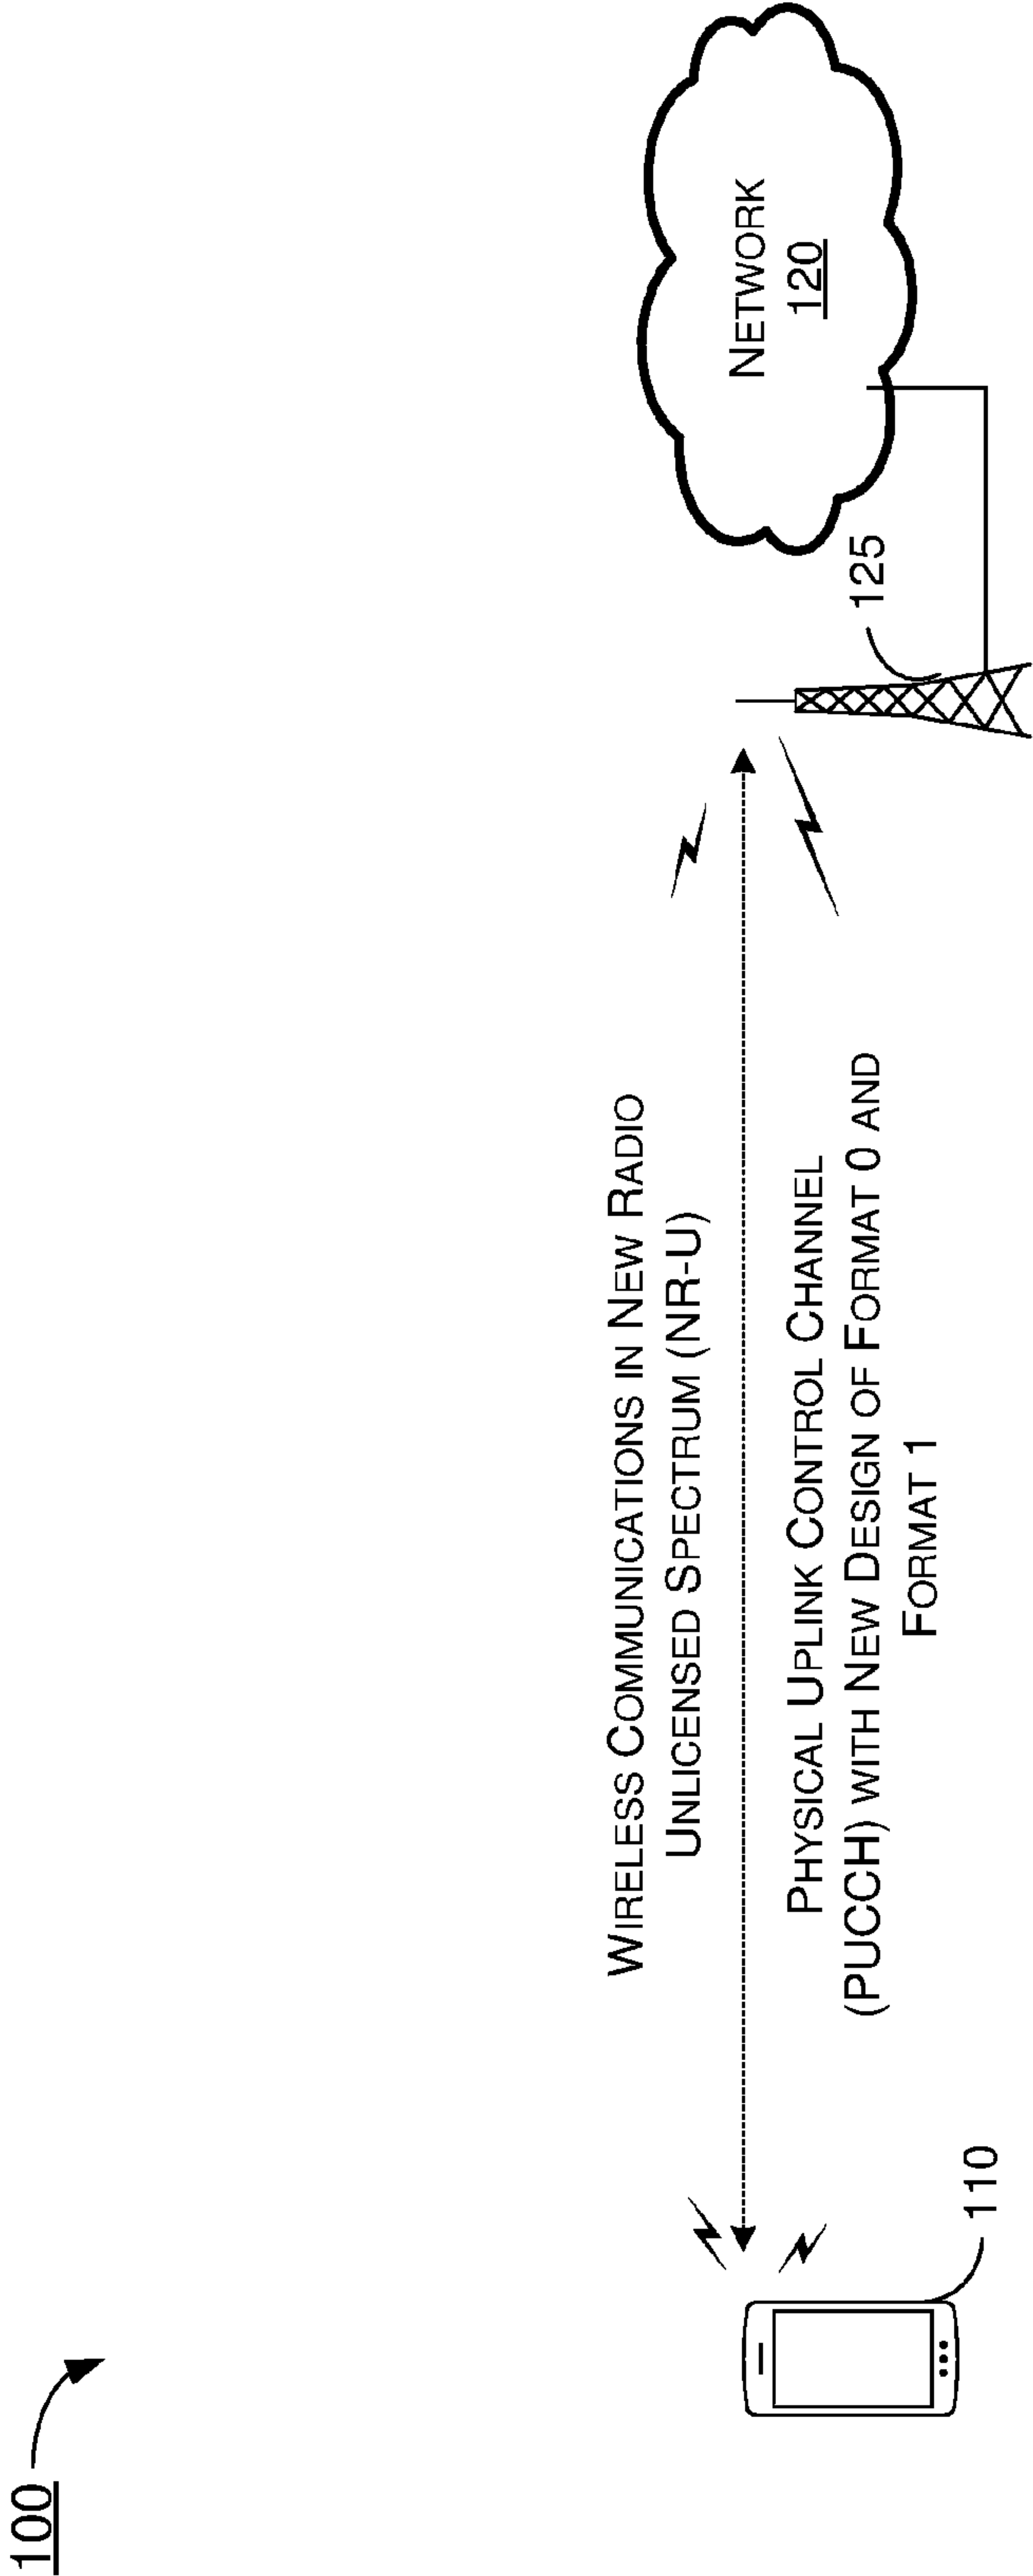 100
WIRELESS COMMUNICATIONS IN NEW RADIO
UNLICENSED SPECTRUM (NR-U)
PHYSICAL UPLINK CONTROL CHANNEL
(PUCCH) WITH NEW DESIGN OF FORMAT 0 AND
FORMAT 1
110
125
NETWORK
120